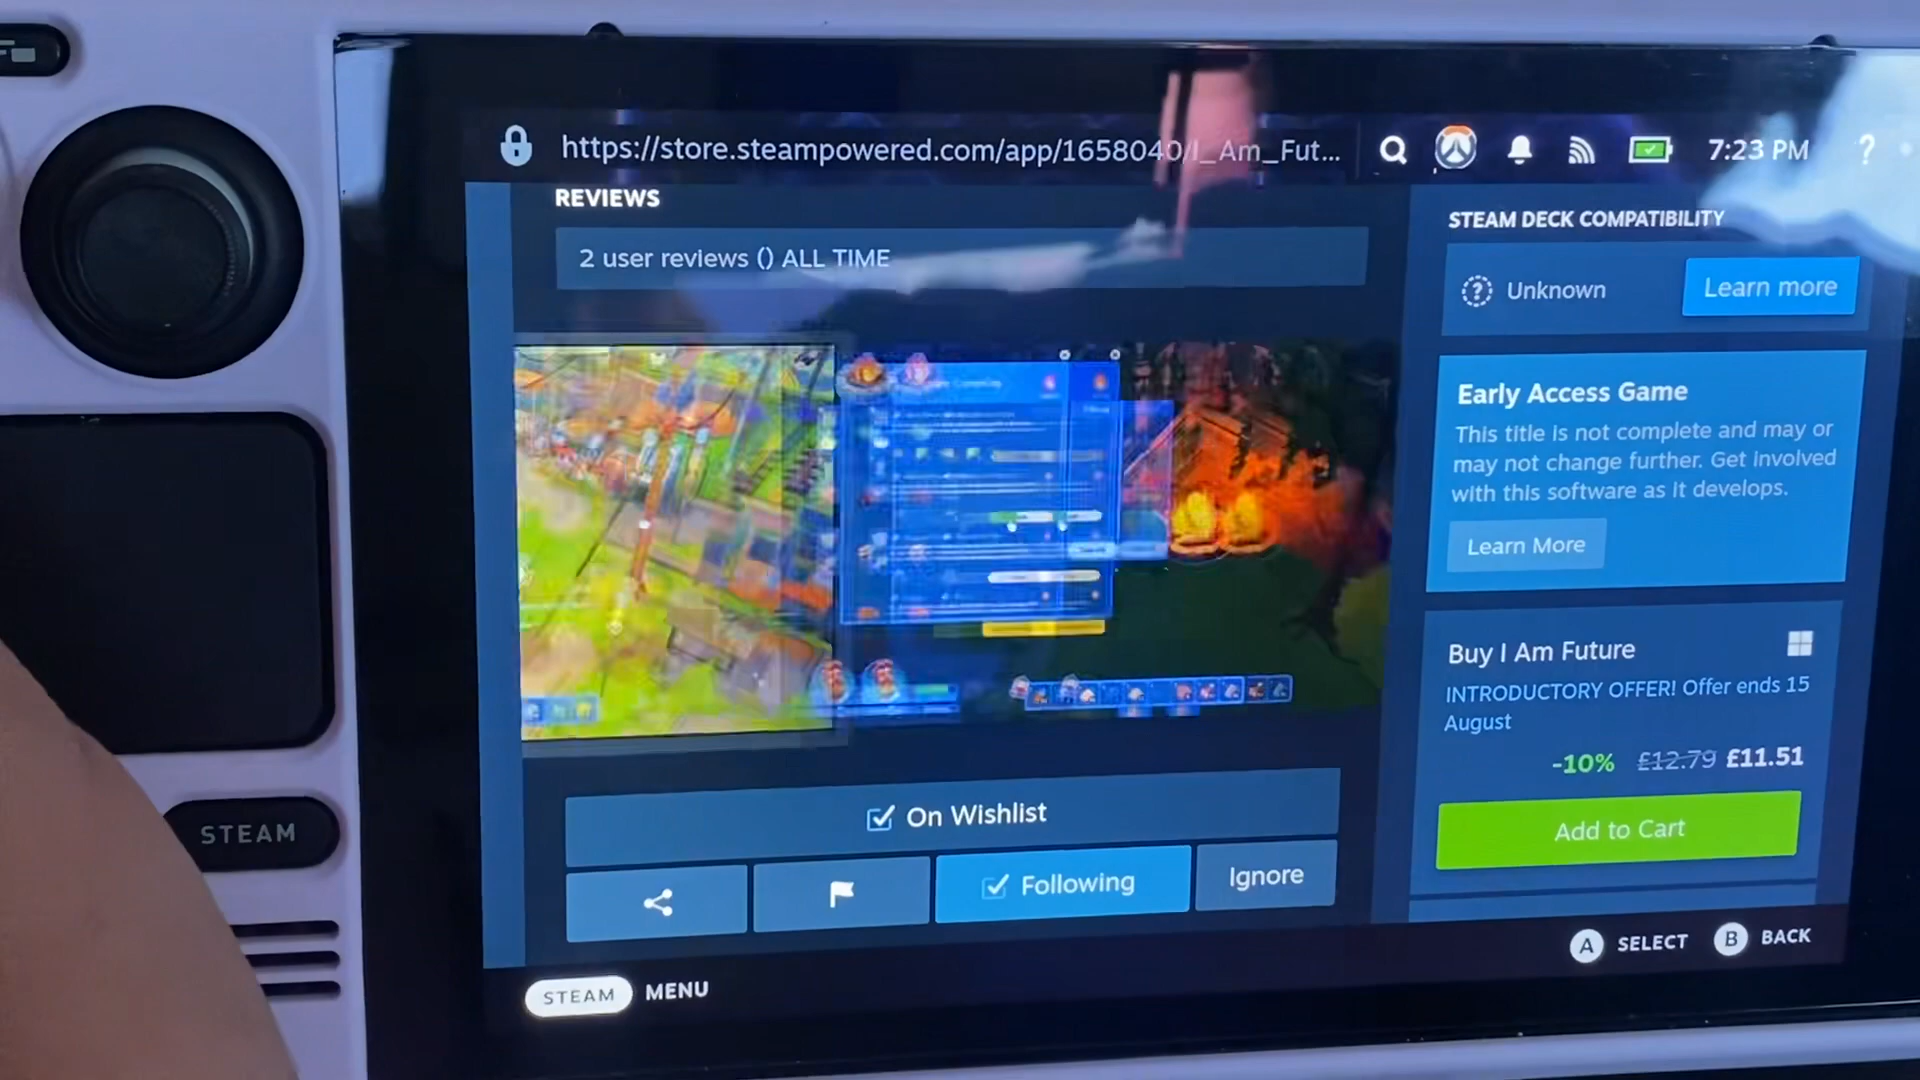 https://store.steampowered.com/app/1658040/I_Am_Fut...
7:23 PM
?
REVIEWS
2 user reviews () ALL TIME
STEAM DECK COMPATIBILITY
Unknown
Learn more
Early Access Game
This title is not complete and may or
may not change further. Get involved
with this software as it develops.
Learn More
Buy I Am Future
INTRODUCTORY OFFER! Offer ends 15
August
-10% £12.79 £11.51
Add to Cart
On Wishlist
Following
Ignore
A SELECT
B BACK
STEAM MENU
STEAM